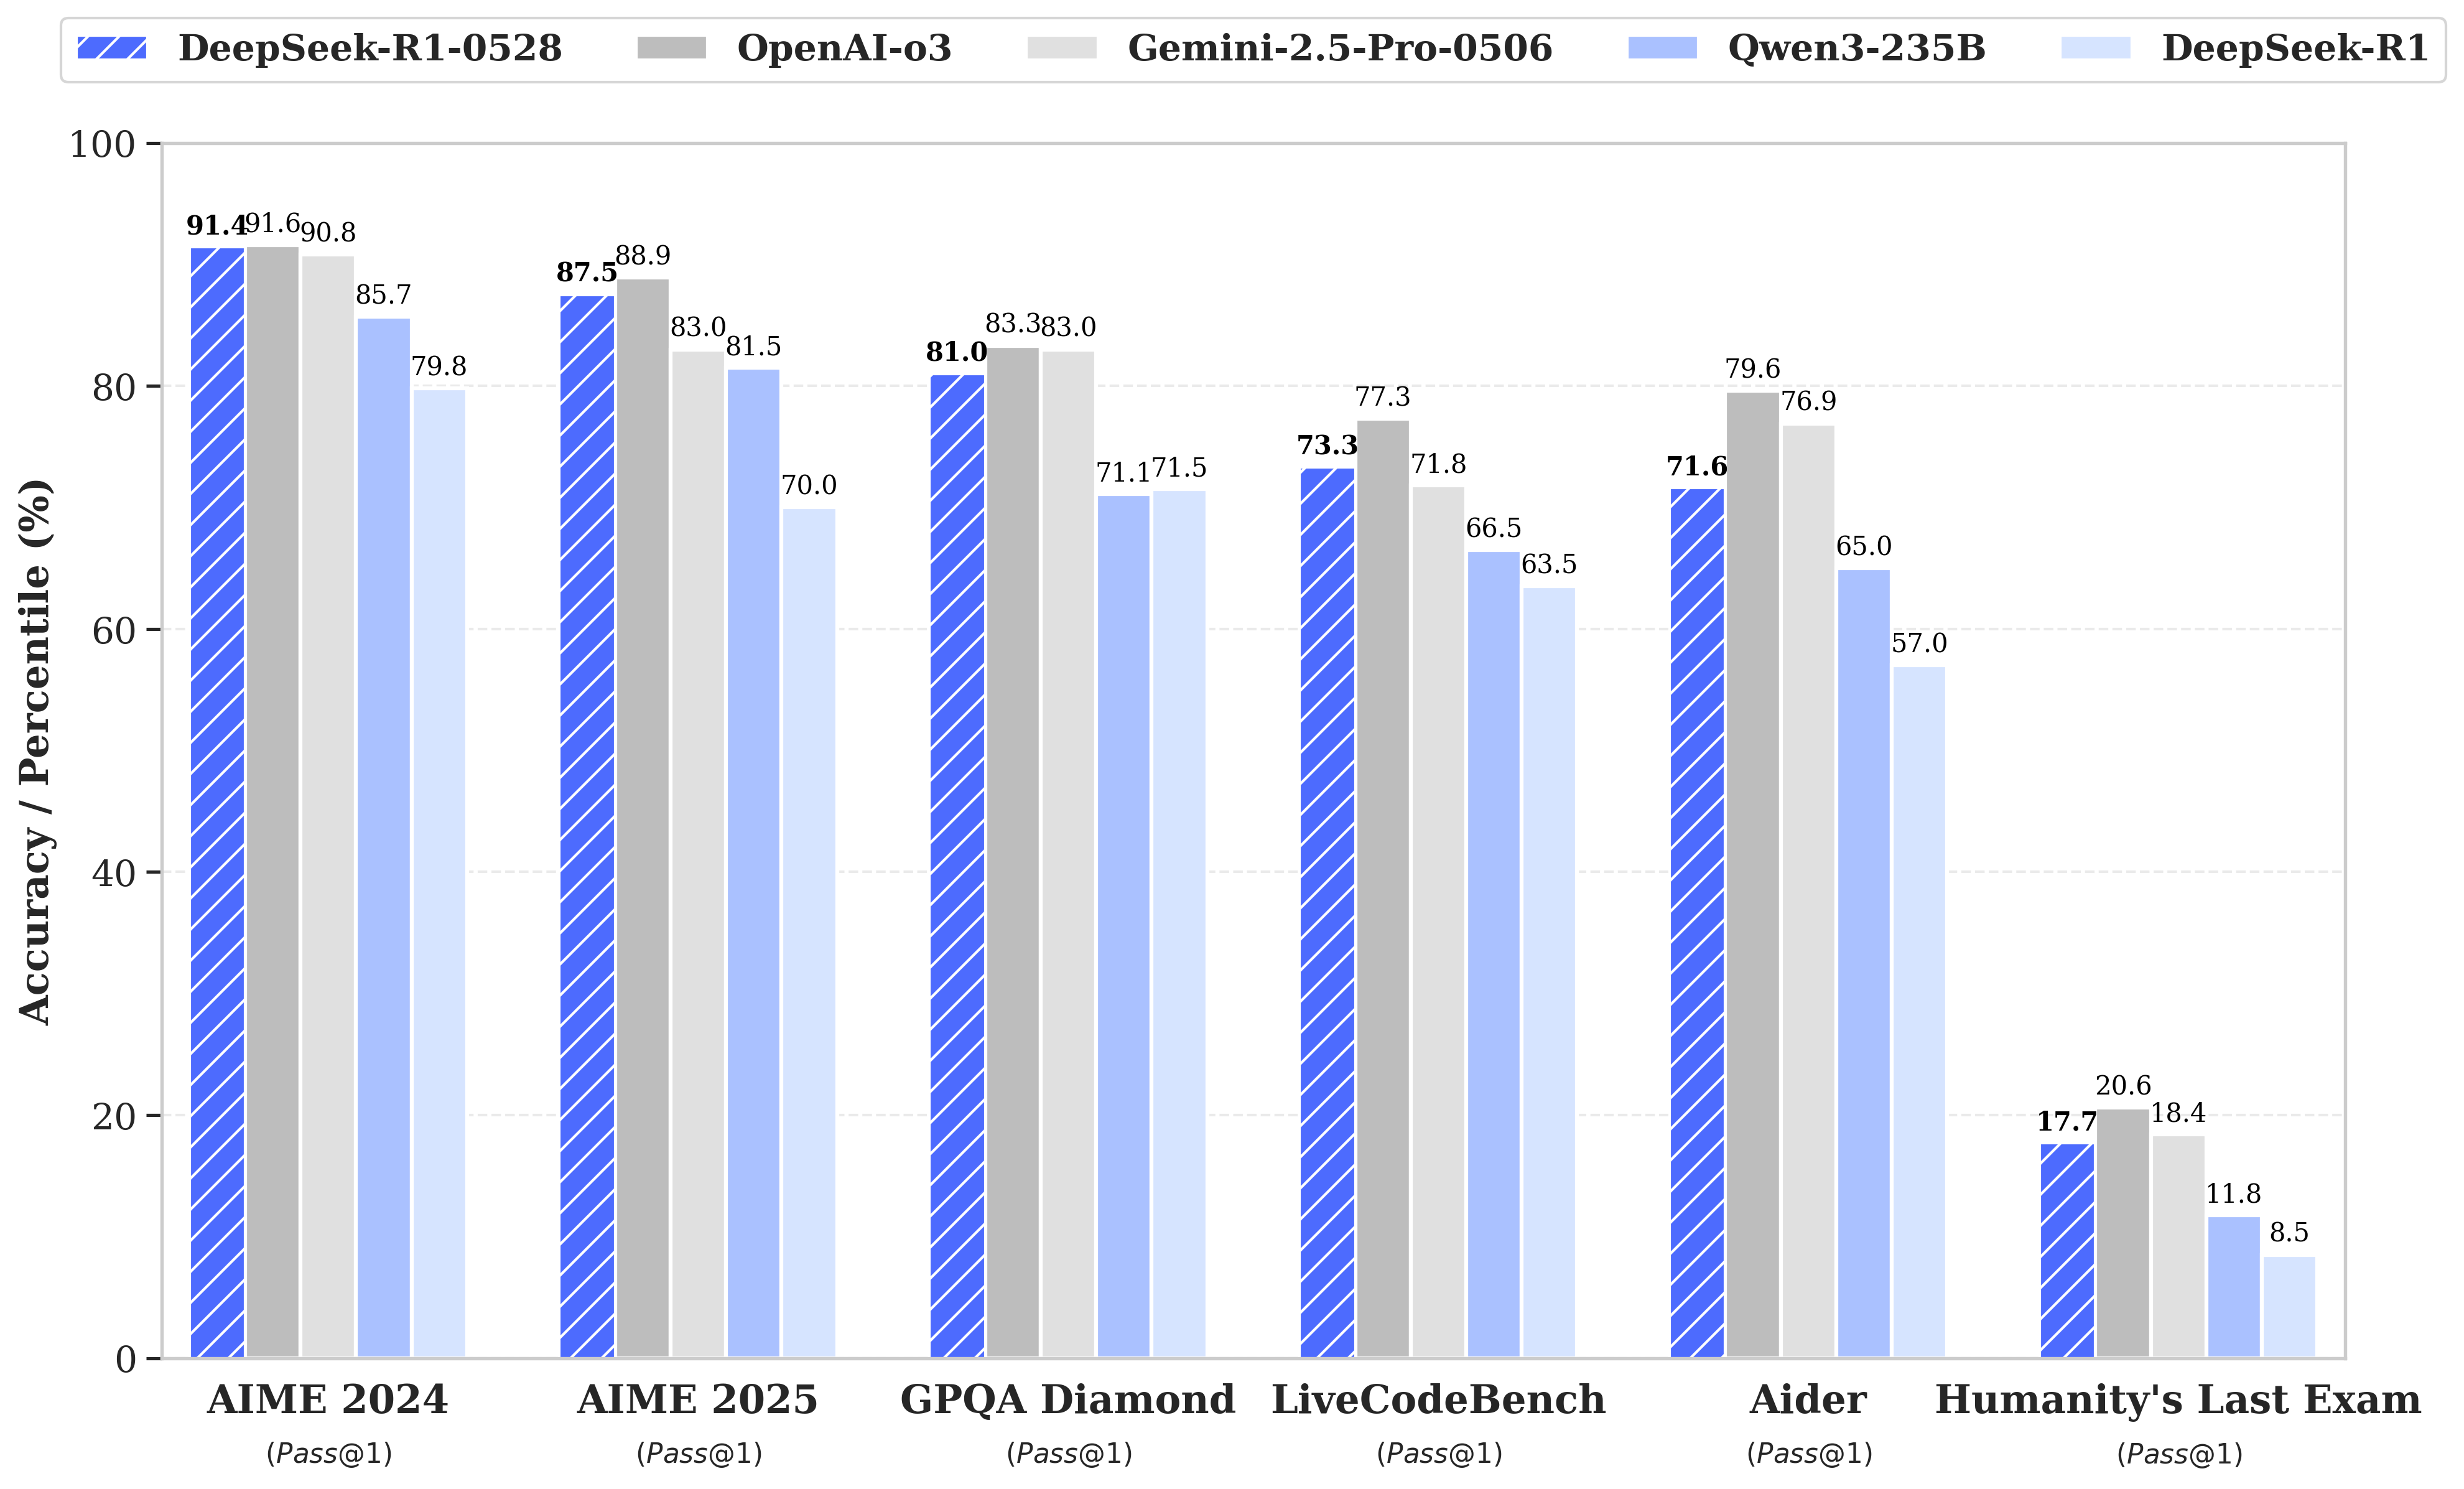 DeepSeek-R1-0528 OpenAI-o3 Gemini-2.5-Pro-0506 Qwen3-235B DeepSeek-R1
Accuracy / Percentile (%)
100
80
60
40
20
0
91.4 91.6 90.8 85.7 79.8
87.5 88.9 83.0 81.5 70.0
81.0 83.3 83.0 71.1 71.5
73.3 77.3 71.8 66.5 63.5
71.6 79.6 76.9 65.0 57.0
17.7 20.6 18.4 11.8 8.5
AIME 2024 AIME 2025 GPQA Diamond LiveCodeBench Aider Humanity's Last Exam
(Pass@1) (Pass@1) (Pass@1) (Pass@1) (Pass@1) (Pass@1)